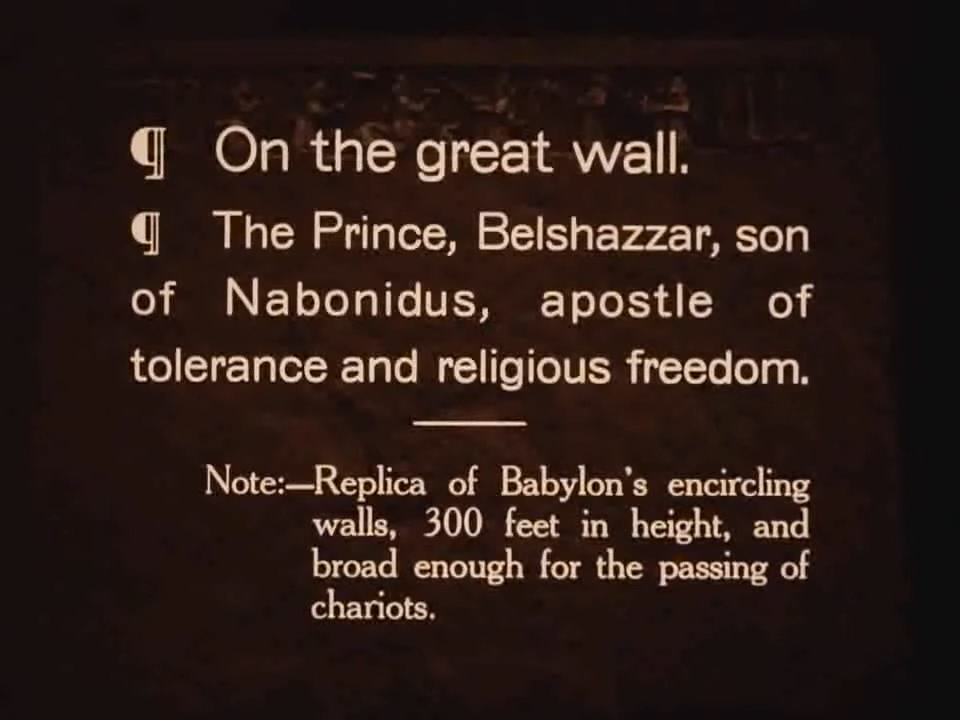 ¶ On the great wall.
¶ The Prince, Belshazzar, son
of Nabonidus, apostle of
tolerance and religious freedom.
Note:—Replica of Babylon's encircling
walls, 300 feet in height, and
broad enough for the passing of
chariots.